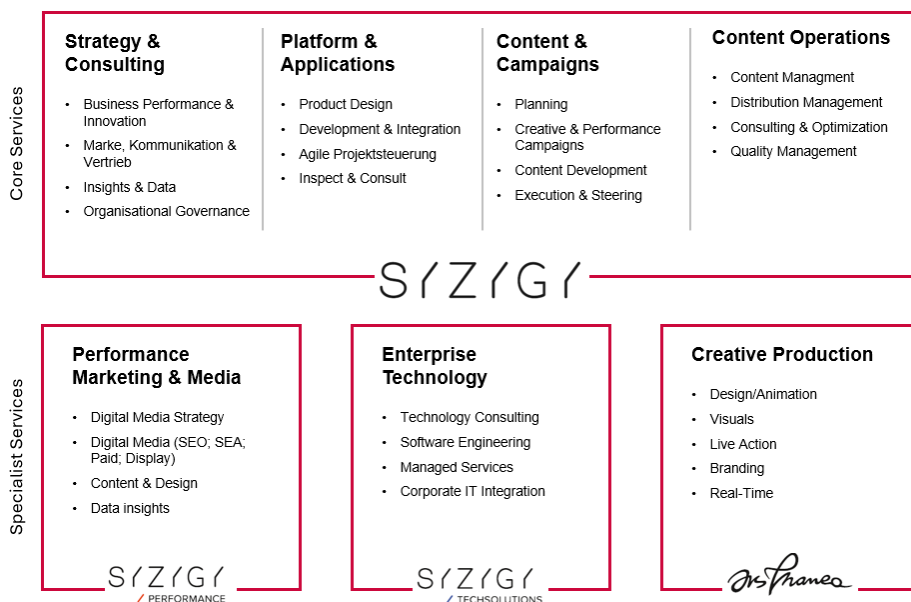 Core Services
Strategy &
Consulting
• Business Performance &
Innovation
• Marke, Kommunikation &
Vertrieb
• Insights & Data
• Organisational Governance
Platform &
Applications
• Product Design
• Development & Integration
• Agile Projektsteuerung
• Inspect & Consult
Content &
Campaigns
• Planning
• Creative & Performance
Campaigns
• Content Development
• Execution & Steering
Content Operations
• Content Managment
• Distribution Management
• Consulting & Optimization
• Quality Management
SYZYGY
Specialist Services
Performance
Marketing & Media
• Digital Media Strategy
• Digital Media (SEO; SEA;
Paid; Display)
• Content & Design
• Data insights
SYZYGY
/ PERFORMANCE
Enterprise
Technology
• Technology Consulting
• Software Engineering
• Managed Services
• Corporate IT Integration
SYZYGY
/ TECHSOLUTIONS
Creative Production
• Design/Animation
• Visuals
• Live Action
• Branding
• Real-Time
Ars Thanea